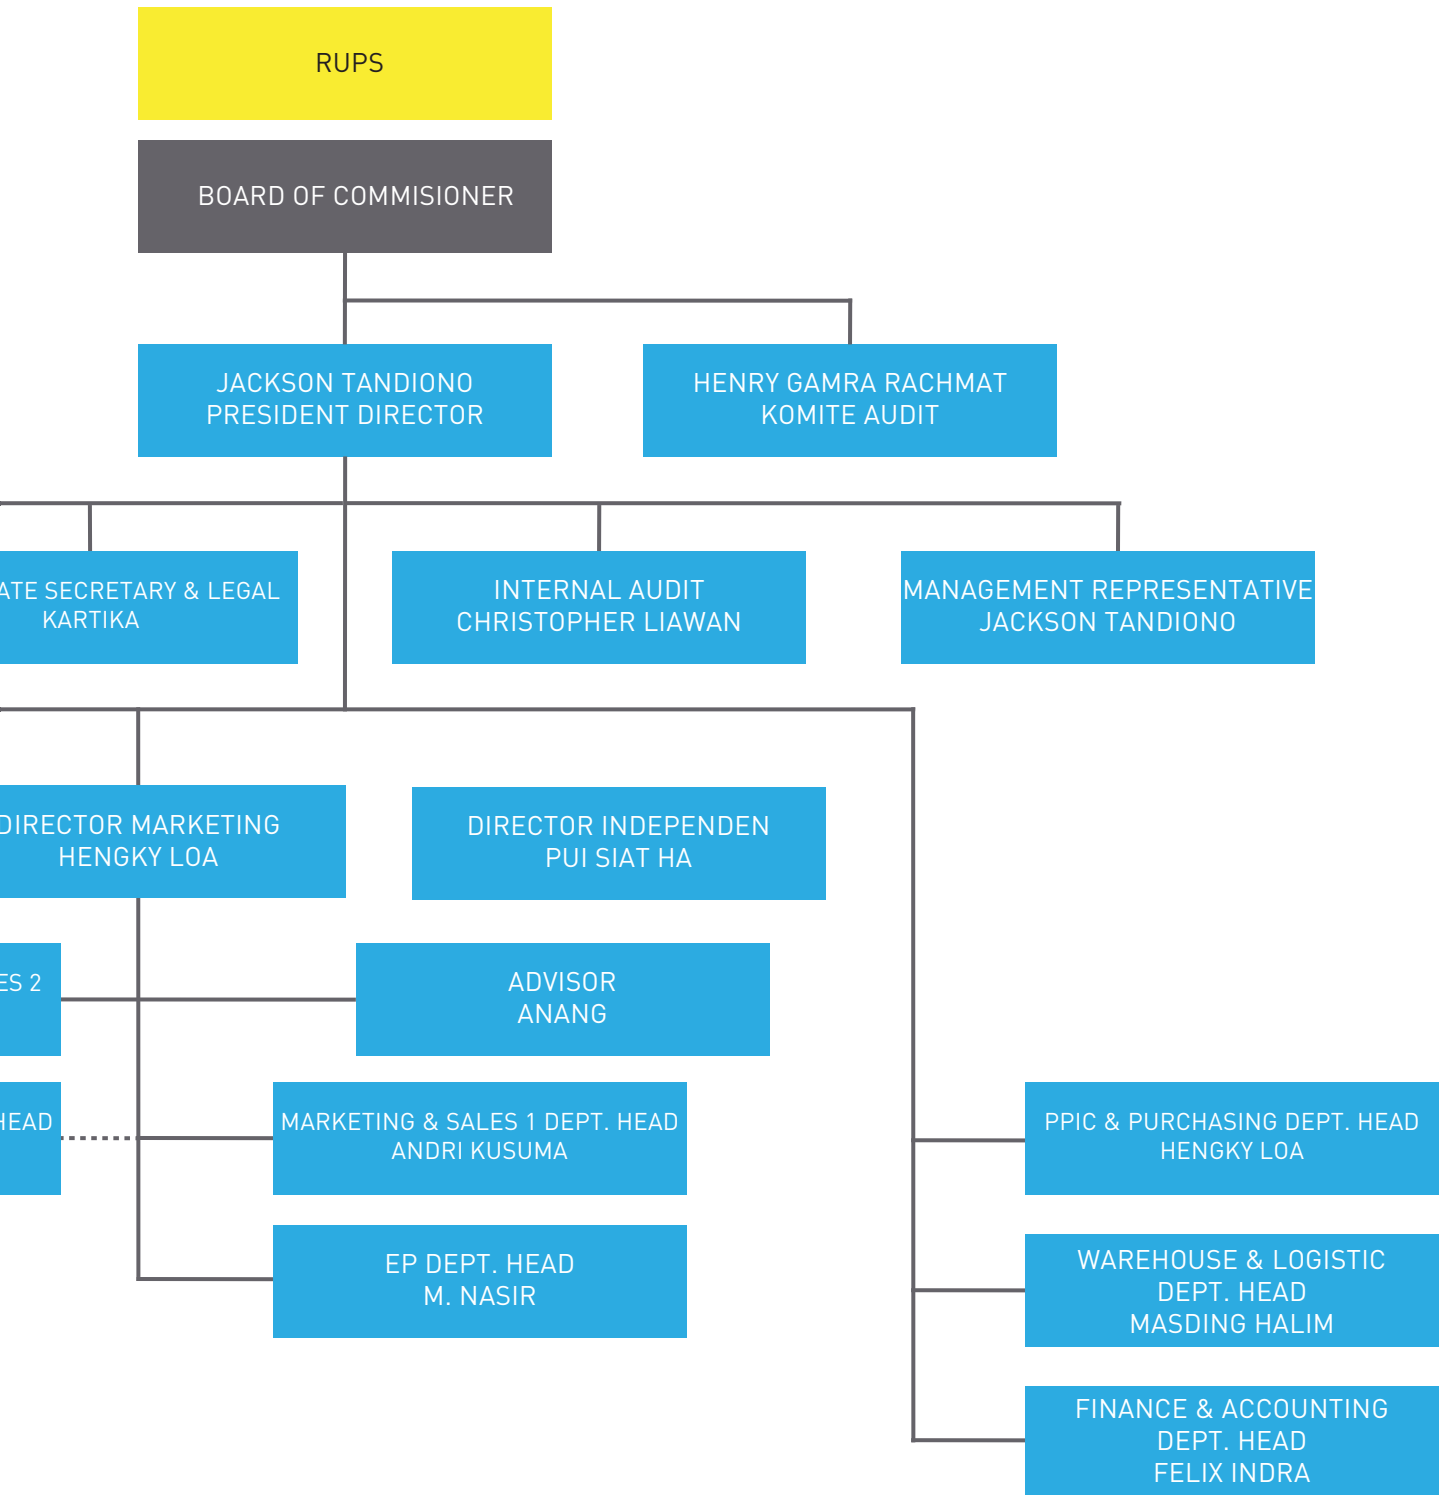 RUPS
BOARD OF COMMISIONER
JACKSON TANDIONO
PRESIDENT DIRECTOR
HENRY GAMRA RACHMAT
KOMITE AUDIT
SECRETARY & LEGAL
KARTIKA
INTERNAL AUDIT
CHRISTOPHER LIAWAN
MANAGEMENT REPRESENTATIVE
JACKSON TANDIONO
DIRECTOR MARKETING
HENGKY LOA
DIRECTOR INDEPENDEN
PUI SIAT HA
2
ADVISOR
ANANG
HEAD
MARKETING & SALES 1 DEPT. HEAD
ANDRI KUSUMA
PPIC & PURCHASING DEPT. HEAD
HENGKY LOA
EP DEPT. HEAD
M. NASIR
WAREHOUSE & LOGISTIC
DEPT. HEAD
MASDING HALIM
FINANCE & ACCOUNTING
DEPT. HEAD
FELIX INDRA